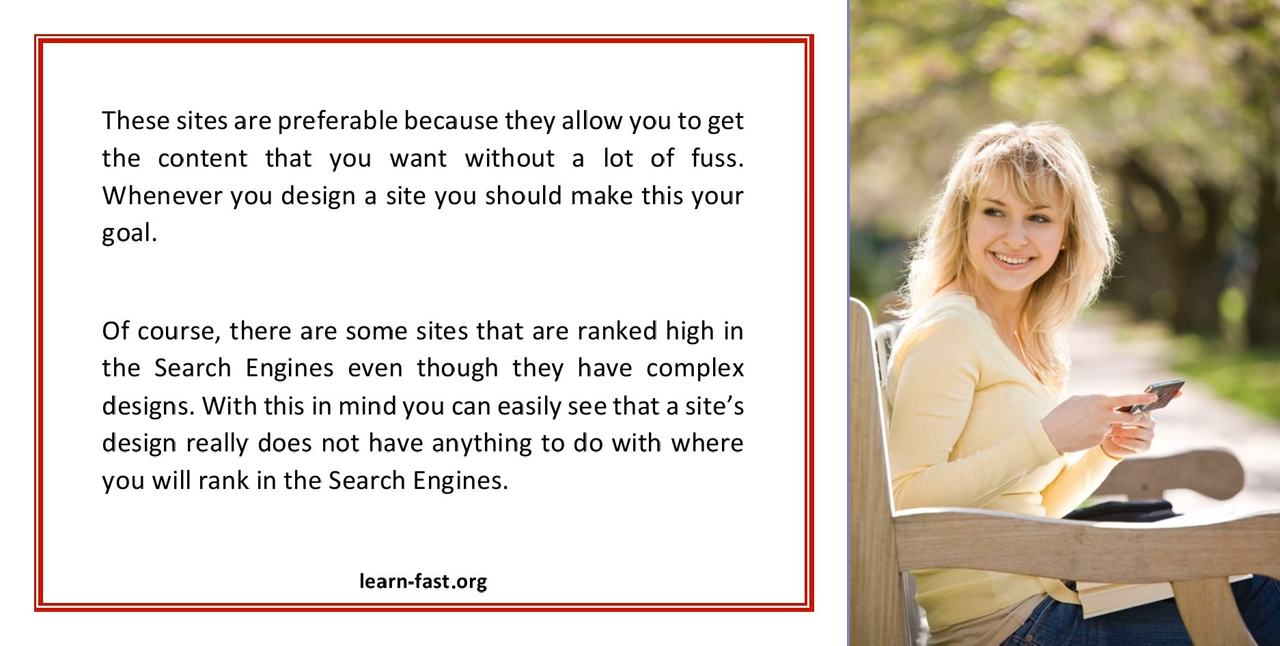 These sites are preferable because they allow you to get
the content that you want without a lot of fuss.
Whenever you design a site you should make this your
goal.
Of course, there are some sites that are ranked high in
the Search Engines even though they have complex
designs. With this in mind you can easily see that a site’s
design really does not have anything to do with where
you will rank in the Search Engines.
learn-fast.org